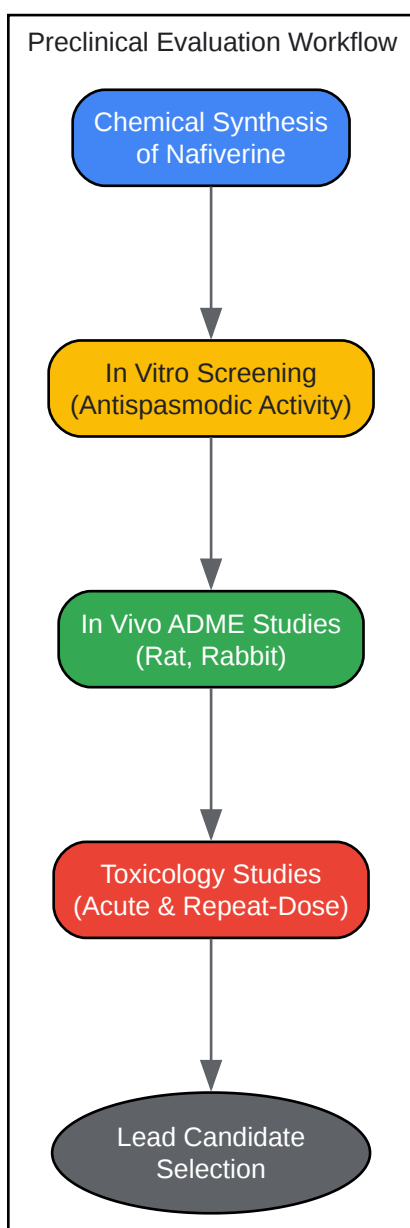 Preclinical Evaluation Workflow
Chemical Synthesis
of Nafiverine
In Vitro Screening
(Antispasmodic Activity)
In Vivo ADME Studies
(Rat, Rabbit)
Toxicology Studies
(Acute & Repeat-Dose)
Lead Candidate
Selection